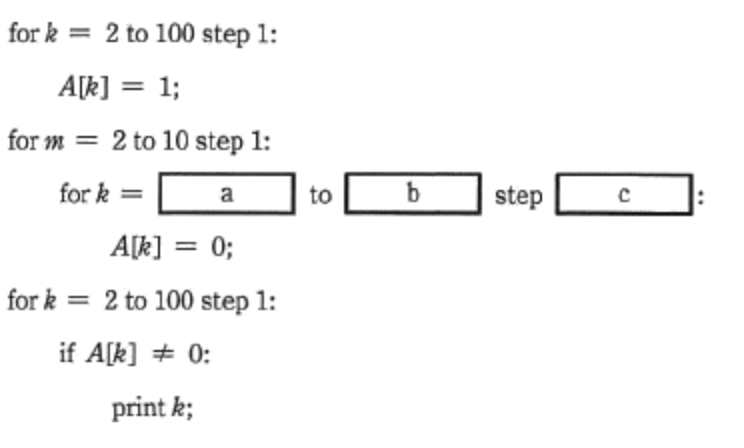 for k = 2 to 100 step 1:
A[k] = 1;
for m = 2 to 10 step 1:
for k = a to b step c :
A[k] = 0;
for k = 2 to 100 step 1:
if A[k] ≠ 0:
print k;